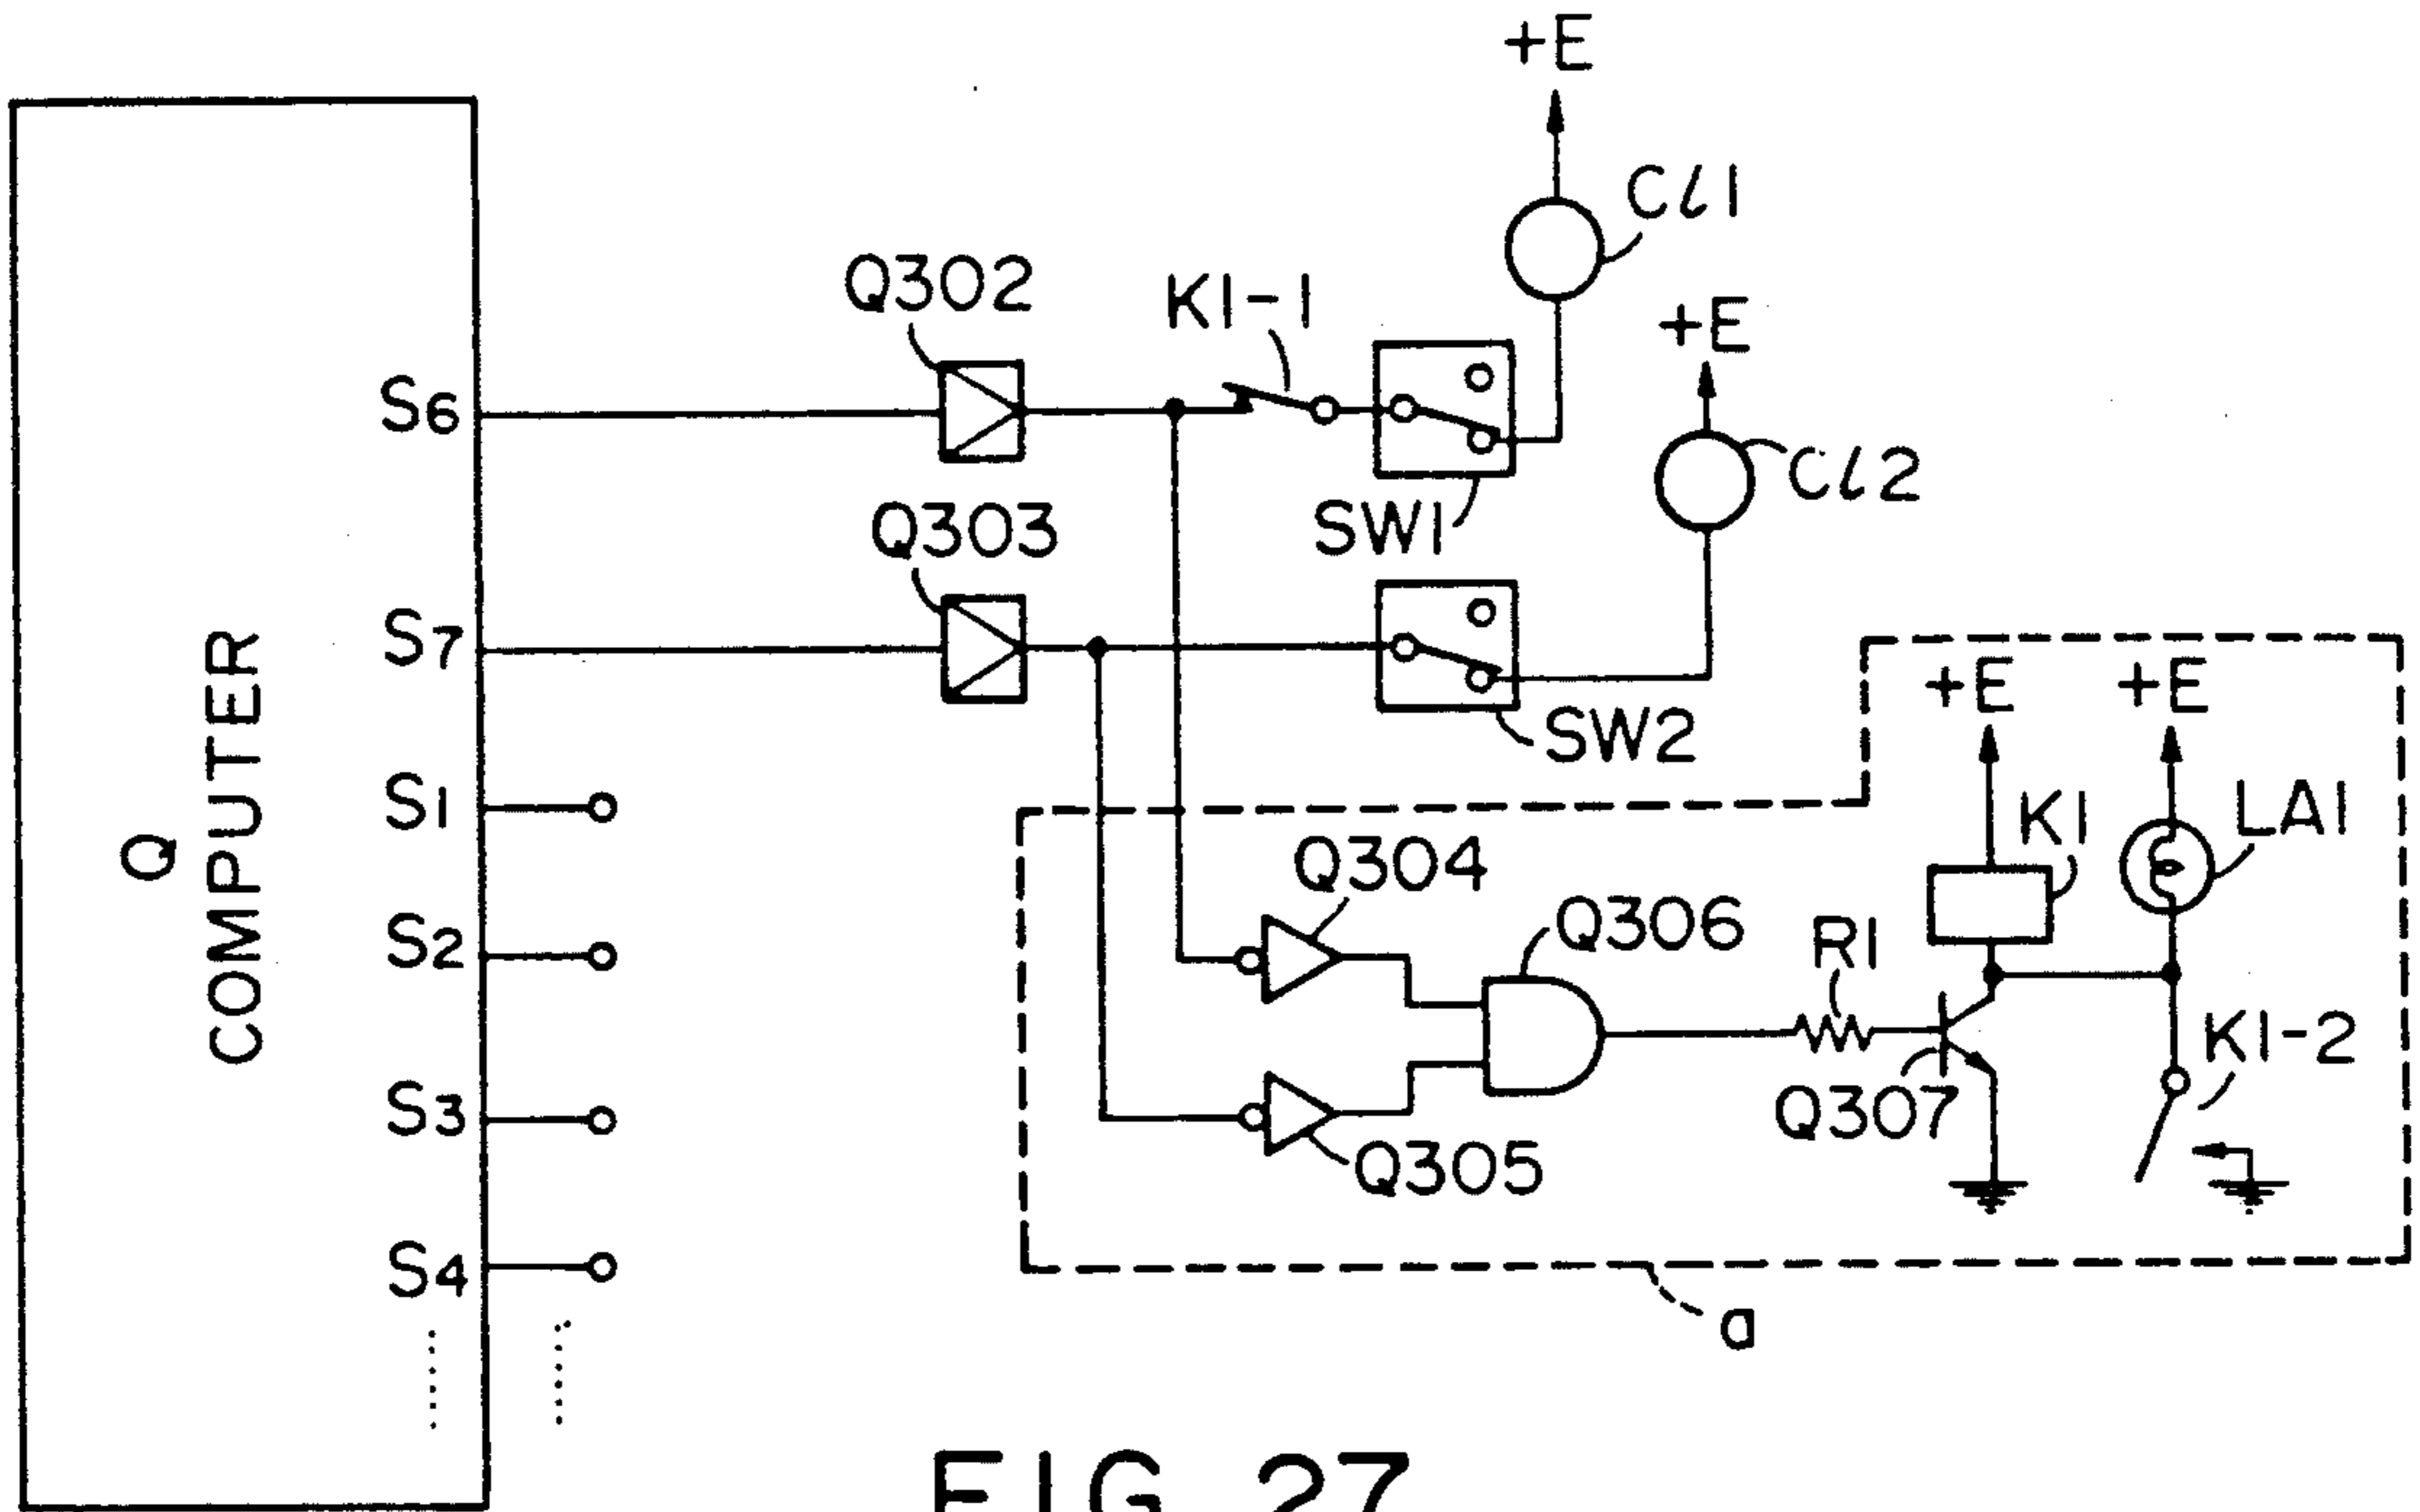 +E
Cℓ1
Q302
K1-1
+E
S6
Cℓ2
SW1
Q303
S7
SW2
+E
+E
Q
COMPUTER
S1
K1
LA1
Q304
Q306
R1
S2
K1-2
Q307
S3
Q305
S4
a
FIG. 27